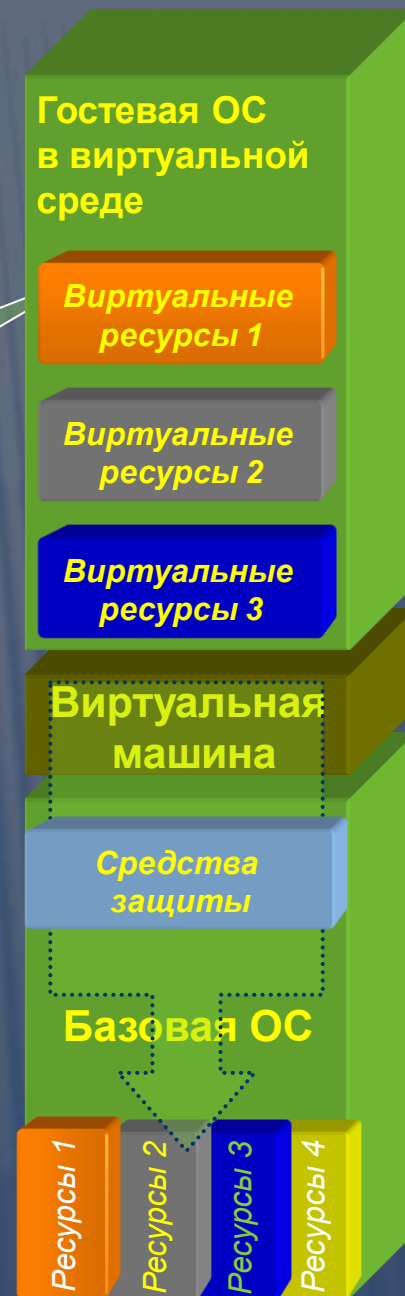 Гостевая ОС
в виртуальной
среде
Виртуальные
ресурсы 1
Виртуальные
ресурсы 2
Виртуальные
ресурсы 3
Виртуальная
машина
Средства
защиты
Базовая ОС
Ресурсы 1
Ресурсы 2
Ресурсы 3
Ресурсы 4